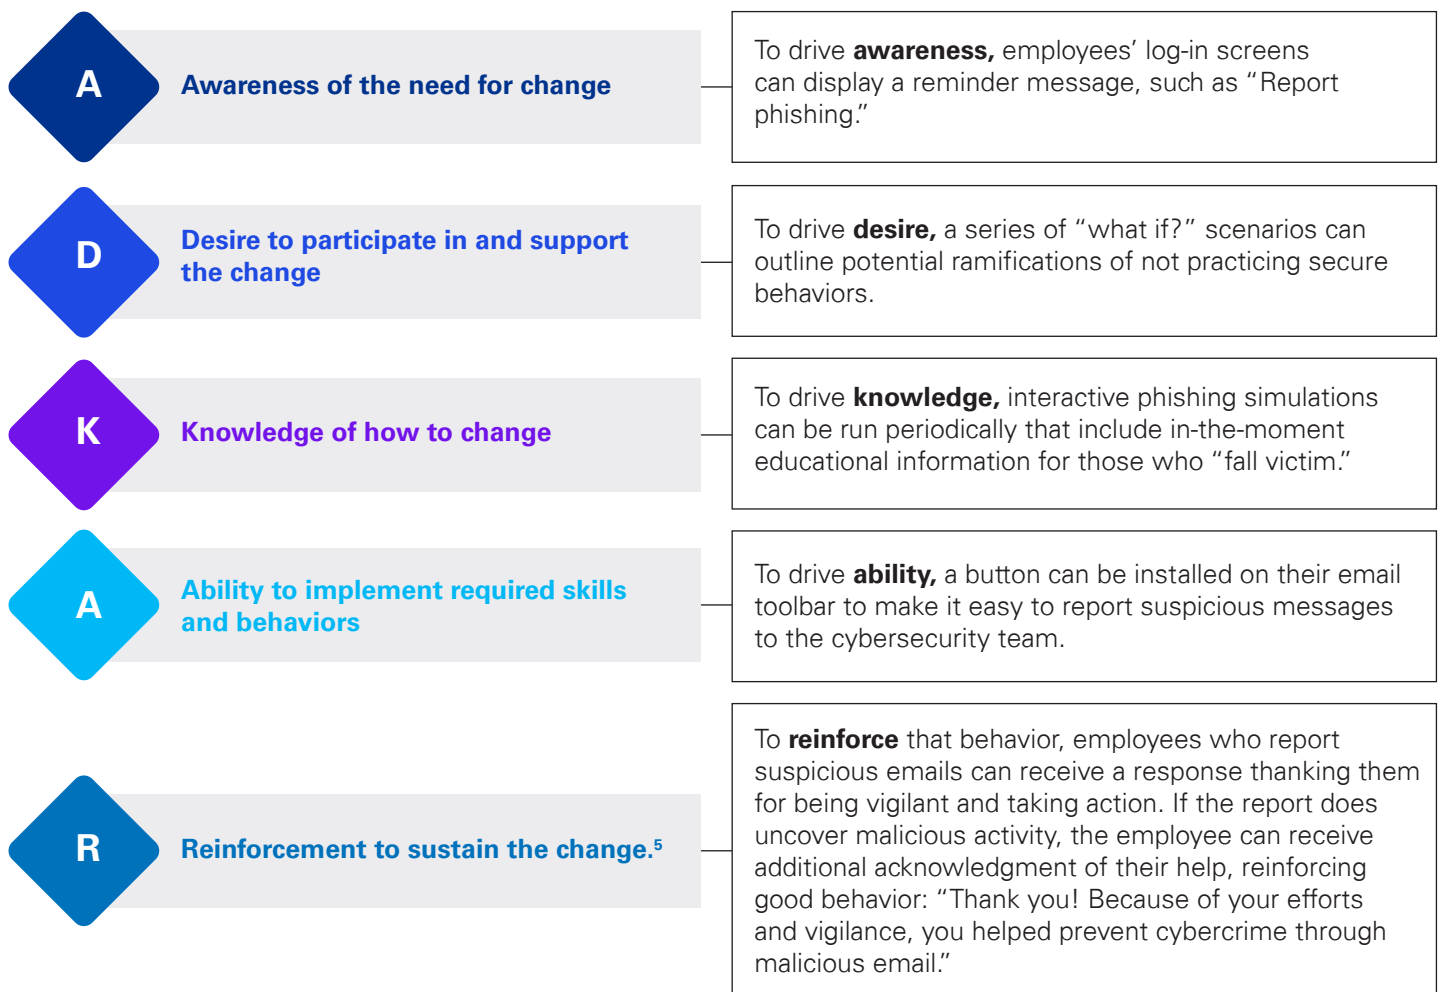 A
Awareness of the need for change
To drive awareness, employees’ log-in screens
can display a reminder message, such as “Report
phishing.”
D
Desire to participate in and support
the change
To drive desire, a series of “what if?” scenarios can
outline potential ramifications of not practicing secure
behaviors.
K
Knowledge of how to change
To drive knowledge, interactive phishing simulations
can be run periodically that include in-the-moment
educational information for those who “fall victim.”
A
Ability to implement required skills
and behaviors
To drive ability, a button can be installed on their email
toolbar to make it easy to report suspicious messages
to the cybersecurity team.
R
Reinforcement to sustain the change.⁵
To reinforce that behavior, employees who report
suspicious emails can receive a response thanking them
for being vigilant and taking action. If the report does
uncover malicious activity, the employee can receive
additional acknowledgment of their help, reinforcing
good behavior: “Thank you! Because of your efforts
and vigilance, you helped prevent cybercrime through
malicious email.”